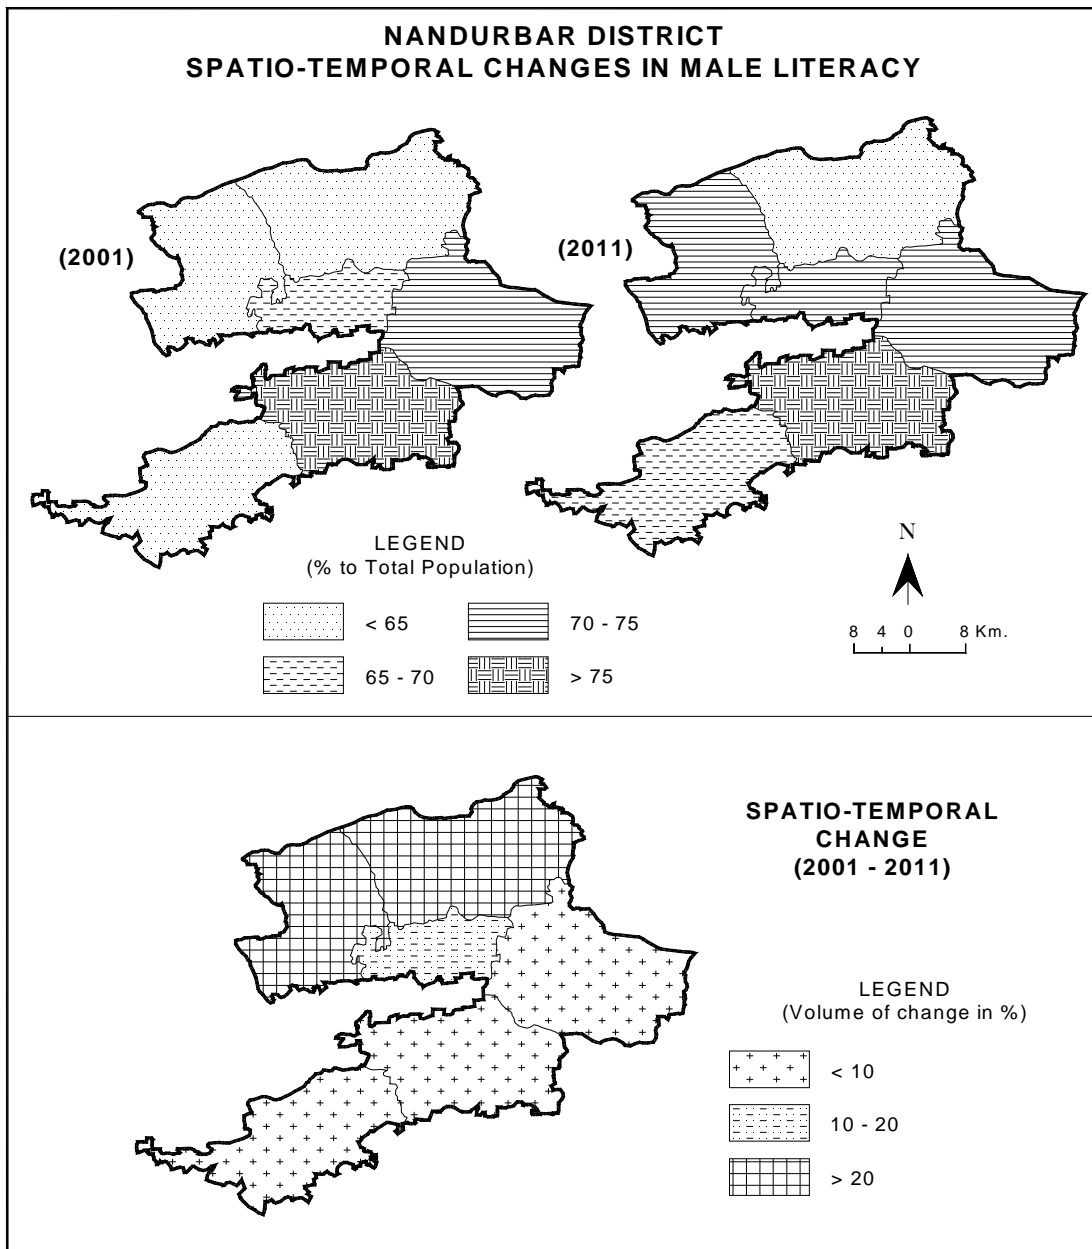 NANDURBAR DISTRICT
SPATIO-TEMPORAL CHANGES IN MALE LITERACY
(2001)
(2011)
LEGEND
(% to Total Population)
< 65
70 - 75
65 - 70
> 75
N
8 4 0 8 Km.
SPATIO-TEMPORAL
CHANGE
(2001 - 2011)
LEGEND
(Volume of change in %)
< 10
10 - 20
> 20